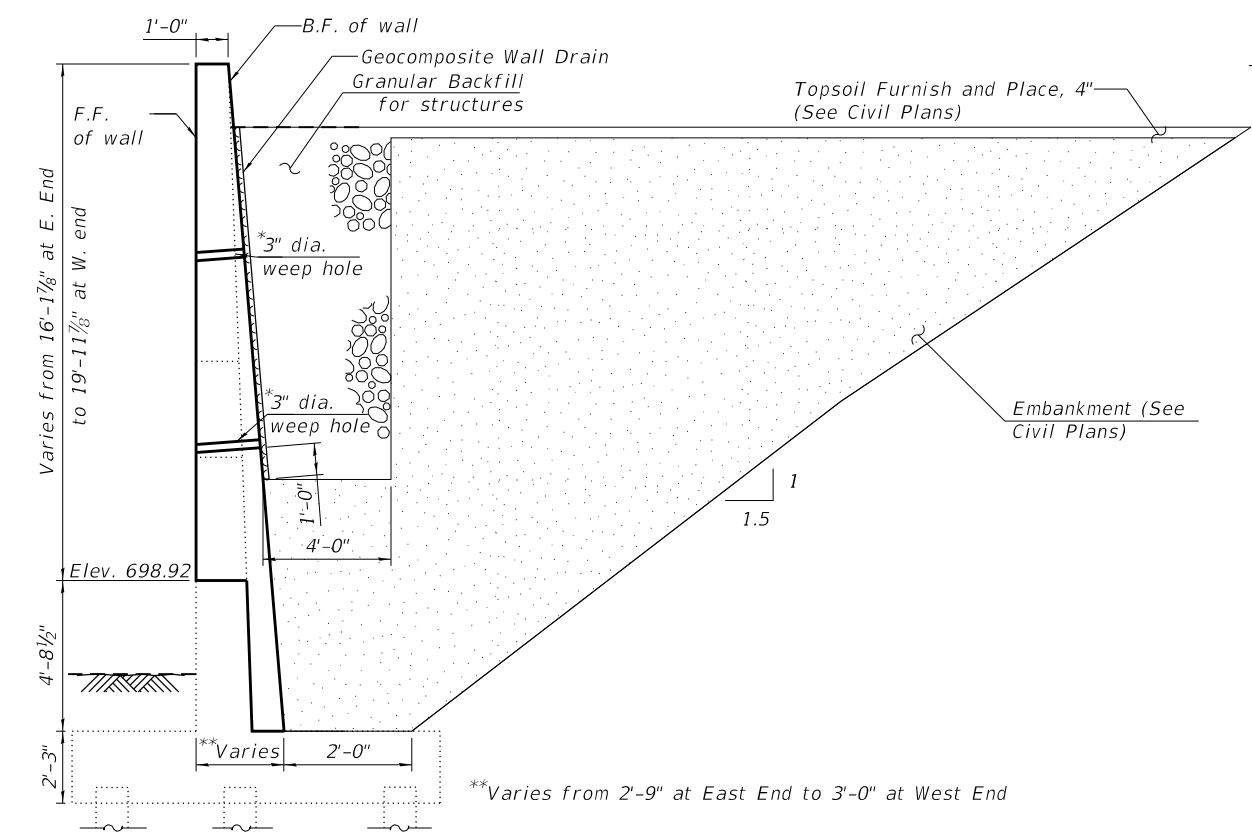 1'-0"
B.F. of wall
Geocomposite Wall Drain
Granular Backfill
for structures
Topsoil Furnish and Place, 4"
(See Civil Plans)
F.F.
of wall
Varies from 16'-1⅞" at E. End
to 19'-11⅞" at W. end
*3" dia.
weep hole
*3" dia.
weep hole
Embankment (See
Civil Plans)
1
1.5
1'-0"
4'-0"
Elev. 698.92
4'-8½"
**Varies
2'-0"
2'-3"
**Varies from 2'-9" at East End to 3'-0" at West End